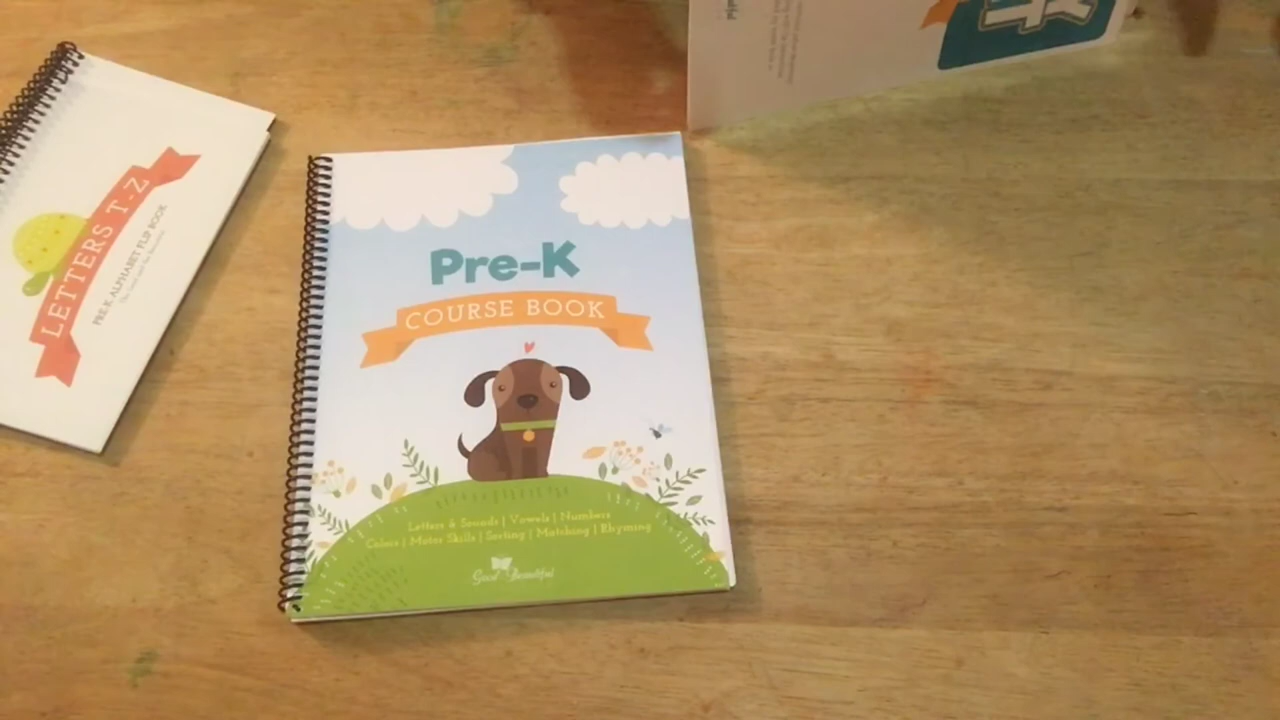 LETTERS T-Z
PRE-K ALPHABET FLIP BOOK
Pre-K
COURSE BOOK
Letters & Sounds | Vowels | Numbers
Colors | Motor Skills | Sorting | Matching | Rhyming
Good Beautiful